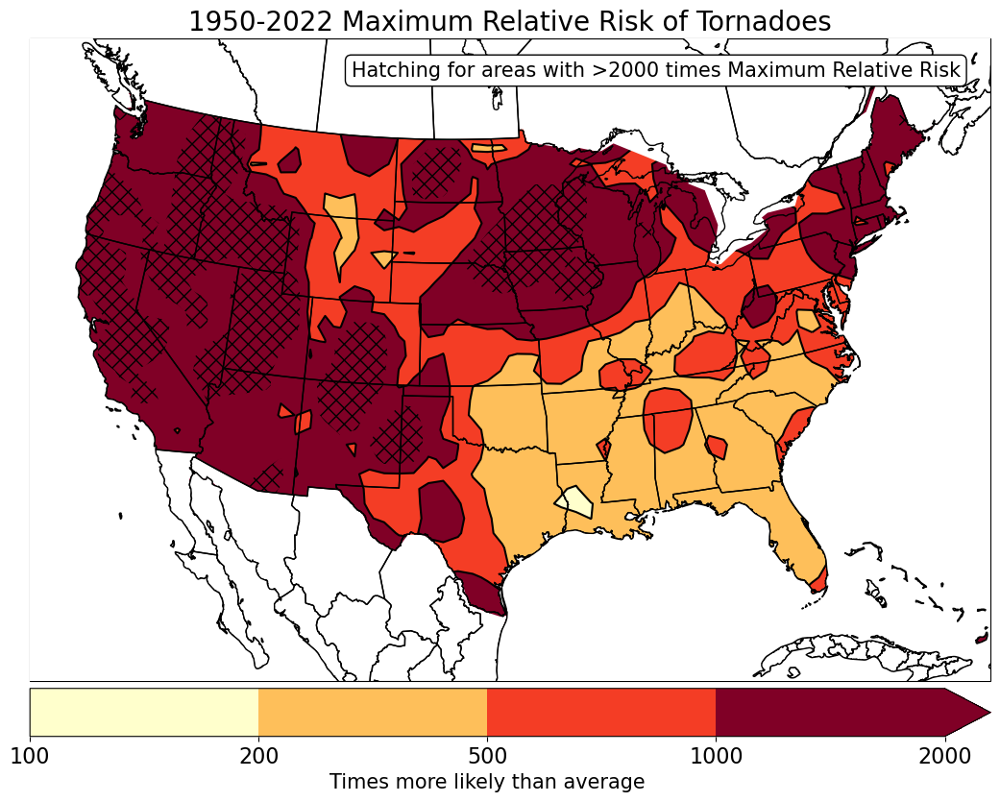 1950-2022 Maximum Relative Risk of Tornadoes
Hatching for areas with >2000 times Maximum Relative Risk
100 200 500 1000 2000
Times more likely than average